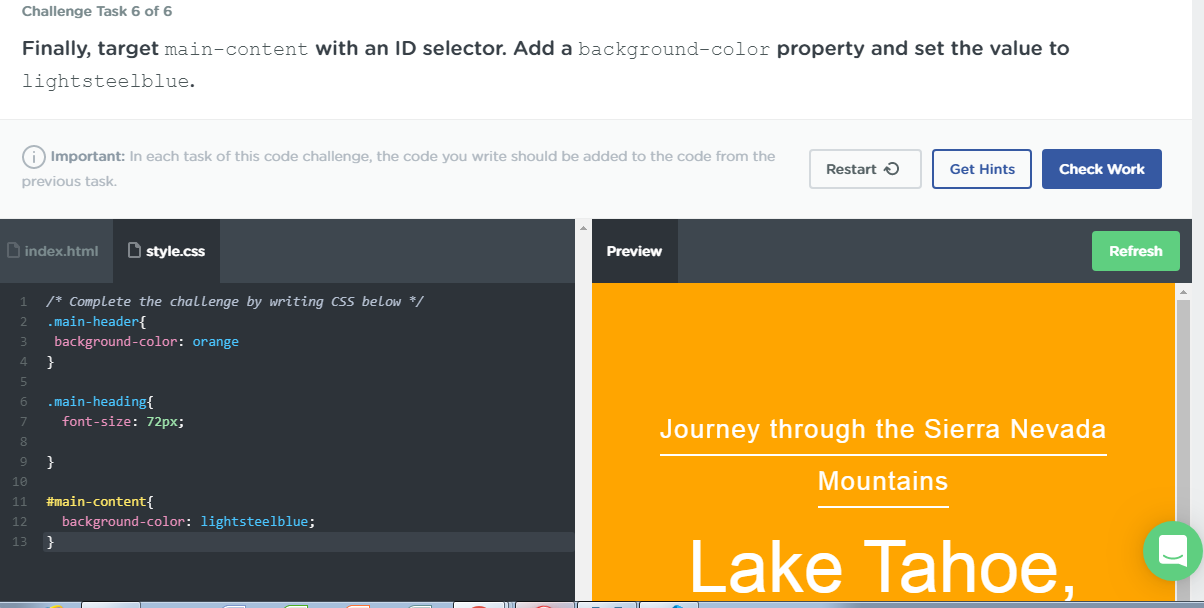 Challenge Task 6 of 6
Finally, target main-content with an ID selector. Add a background-color property and set the value to
lightsteelblue.
i Important: In each task of this code challenge, the code you write should be added to the code from the
previous task.
Restart
Get Hints
Check Work
index.html
style.css
Preview
Refresh
1 /* Complete the challenge by writing CSS below */
2 .main-header{
3 background-color: orange
4 }
5
6 .main-heading{
7 font-size: 72px;
8
9 }
10
11 #main-content{
12 background-color: lightsteelblue;
13 }
Journey through the Sierra Nevada
Mountains
Lake Tahoe,